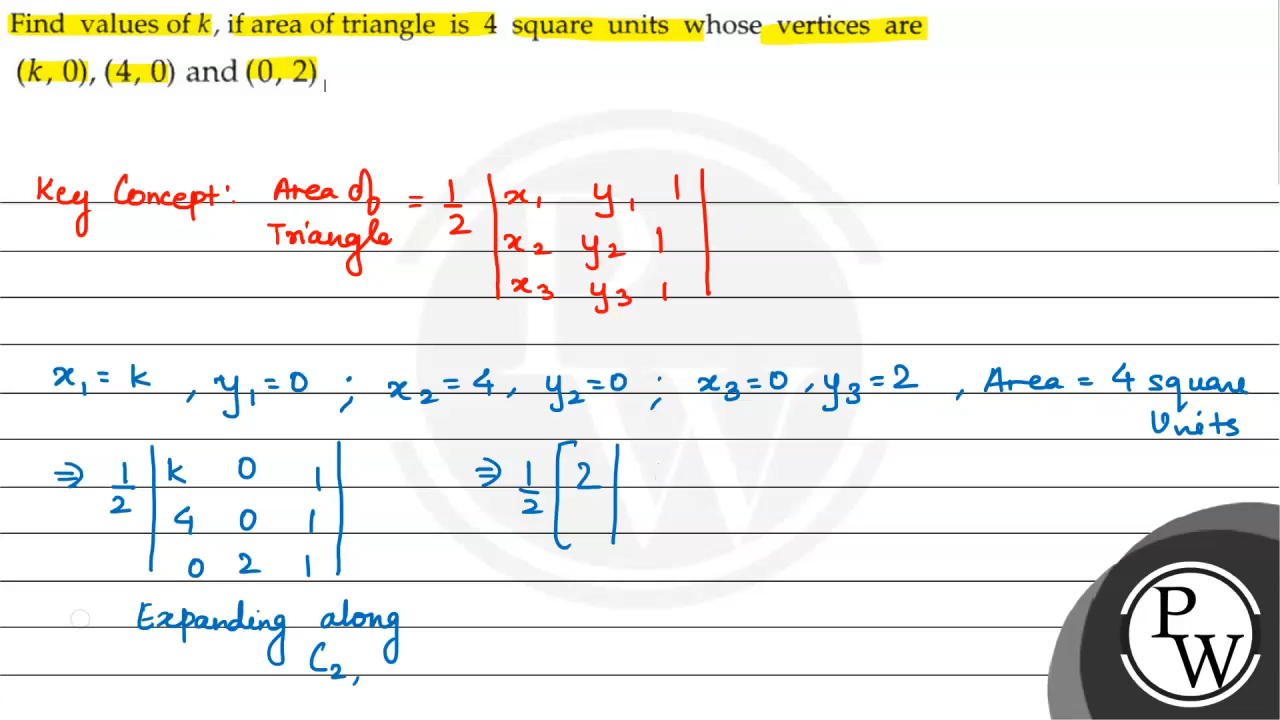 Find values of k, if area of triangle is 4 square units whose vertices are
(k, 0), (4, 0) and (0, 2)
Key Concept: Area of Triangle = 1/2 | x₁ y₁ 1 |
| x₂ y₂ 1 |
| x₃ y₃ 1 |
x₁ = k , y₁ = 0 ; x₂ = 4 , y₂ = 0 ; x₃ = 0 , y₃ = 2 , Area = 4 square
Units
⇒ 1/2 | k 0 1 | ⇒ 1/2 [ 2 |
| 4 0 1 |
| 0 2 1 |
Expanding along
C₂,
PW
P
W